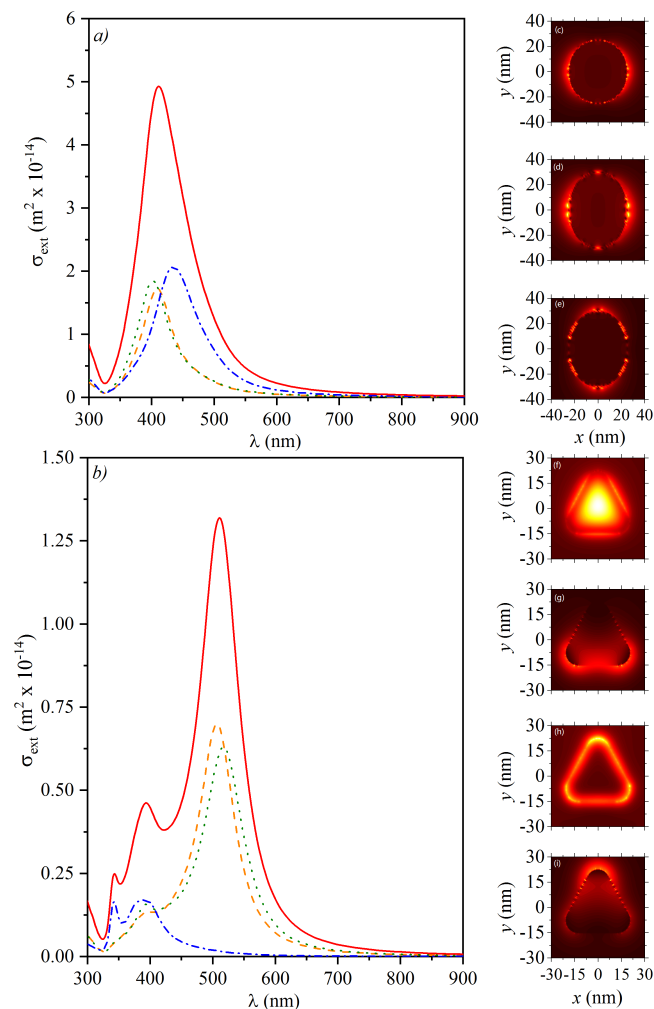 a)
6
5
4
3
2
1
0
σext (m² x 10⁻¹⁴)
300 400 500 600 700 800 900
λ (nm)
(c)
40
20
0
-20
-40
y (nm)
(d)
40
20
0
-20
-40
y (nm)
(e)
40
20
0
-20
-40
y (nm)
-40 -20 0 20 40
x (nm)
b)
1.50
1.25
1.00
0.75
0.50
0.25
0.00
σext (m² x 10⁻¹⁴)
300 400 500 600 700 800 900
λ (nm)
(f)
30
15
0
-15
-30
y (nm)
(g)
30
15
0
-15
-30
y (nm)
(h)
30
15
0
-15
-30
y (nm)
(i)
30
15
0
-15
-30
y (nm)
-30 -15 0 15 30
x (nm)